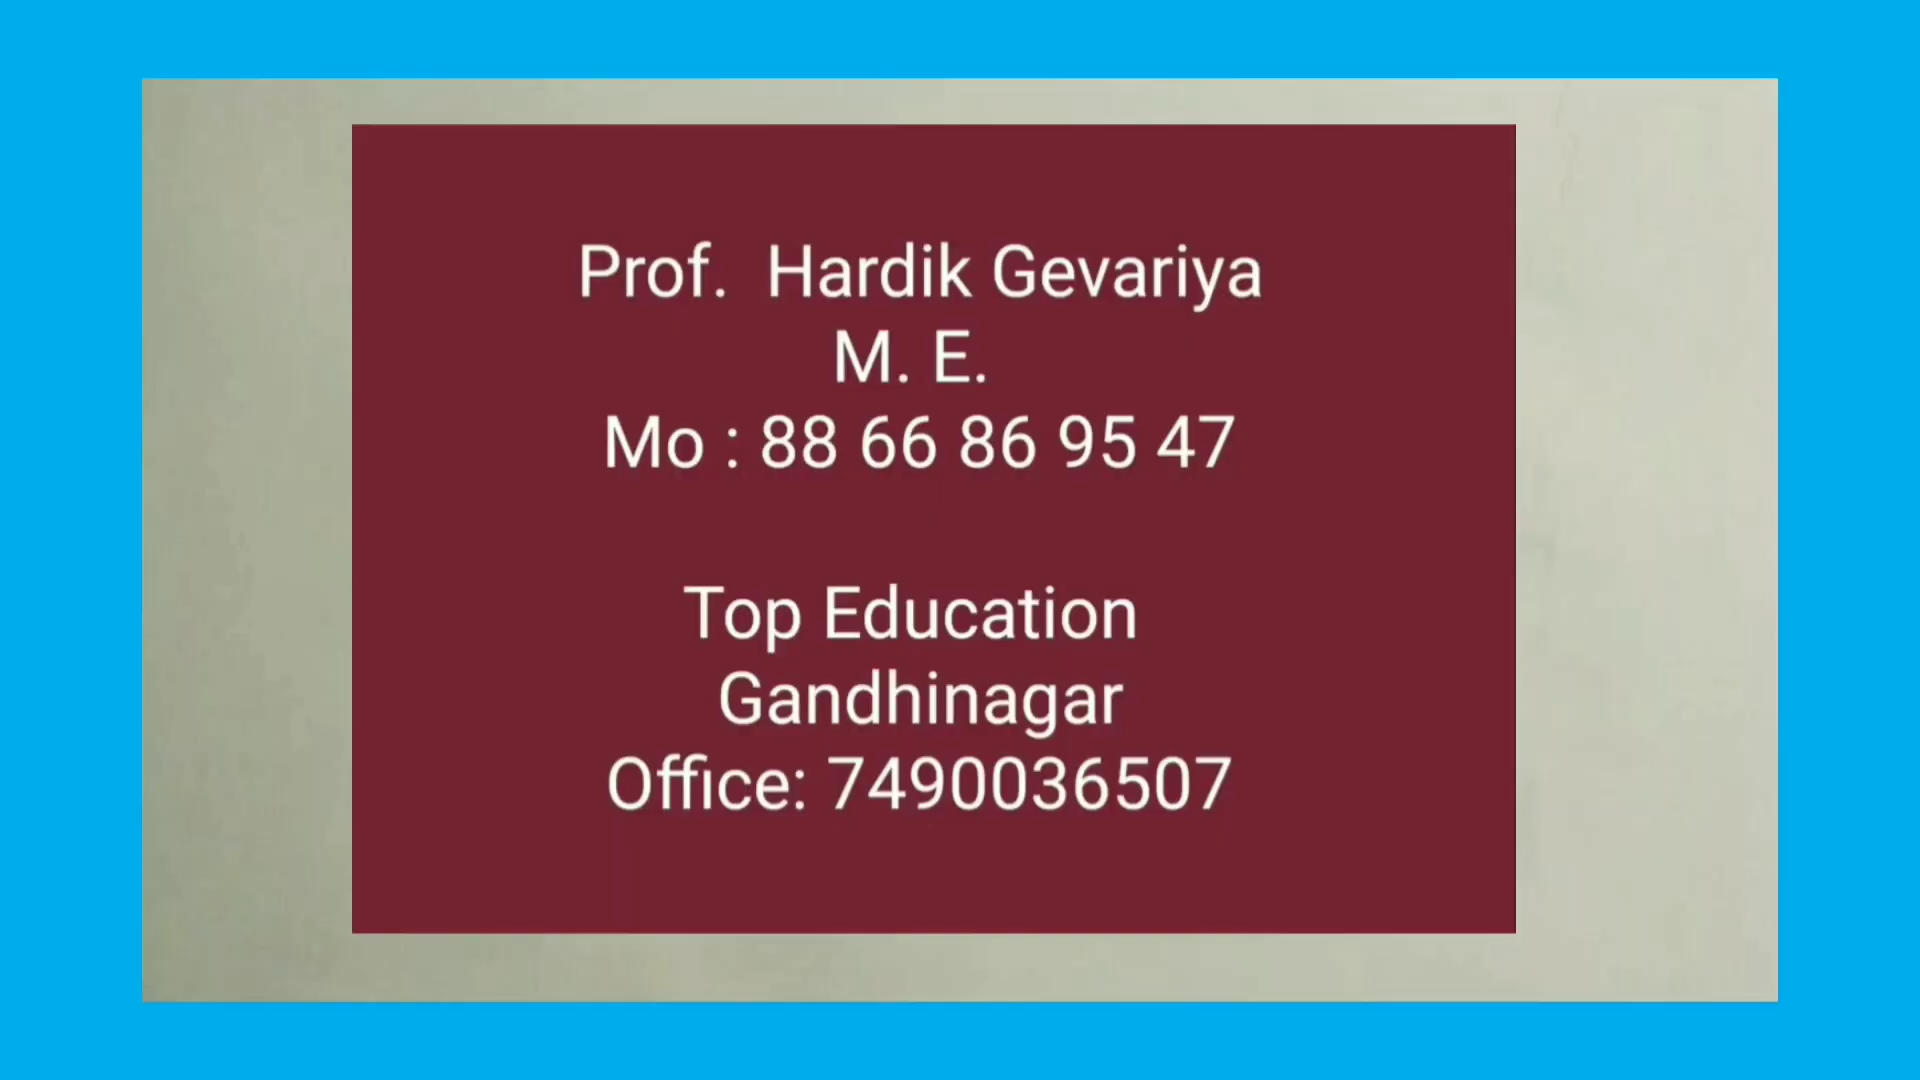 Prof. Hardik Gevariya
M. E.
Mo : 88 66 86 95 47
Top Education
Gandhinagar
Office: 7490036507